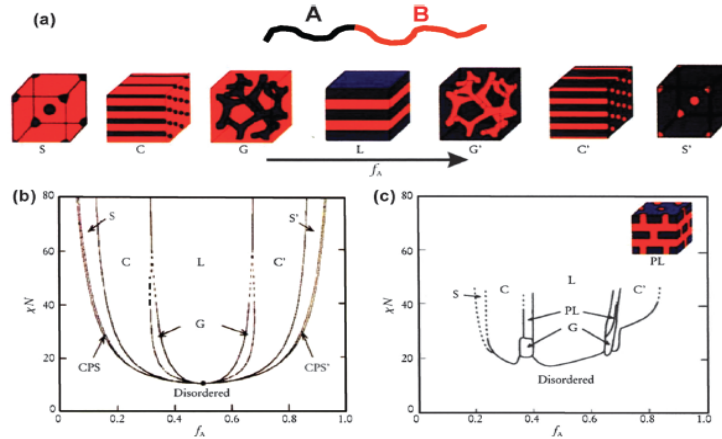 (a)
A B
S C G L G' C' S'
fA
(b)
(c)
80
60
40
20
0
χN
S
S'
C
L
C'
G
CPS
CPS'
Disordered
0 0.2 0.4 0.6 0.8 1.0
fA
80
60
40
20
0
χN
PL
L
S
C
C'
PL
G
Disordered
0 0.2 0.4 0.6 0.8 1.0
fA